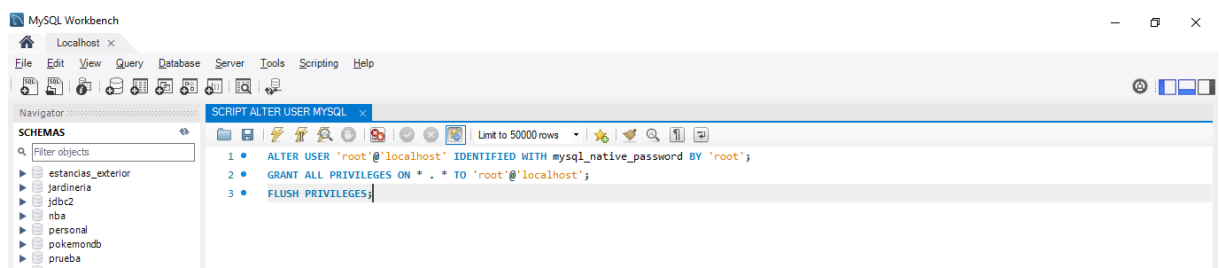 MySQL Workbench
Localhost ×
File Edit View Query Database Server Tools Scripting Help
Navigator
SCRIPT ALTER USER MYSQL ×
SCHEMAS
Limit to 50000 rows
Filter objects
1 ALTER USER 'root'@'localhost' IDENTIFIED WITH mysql_native_password BY 'root';
2 GRANT ALL PRIVILEGES ON * . * TO 'root'@'localhost';
3 FLUSH PRIVILEGES;
estancias_exterior
jardineria
jdbc2
nba
personal
pokemondb
prueba